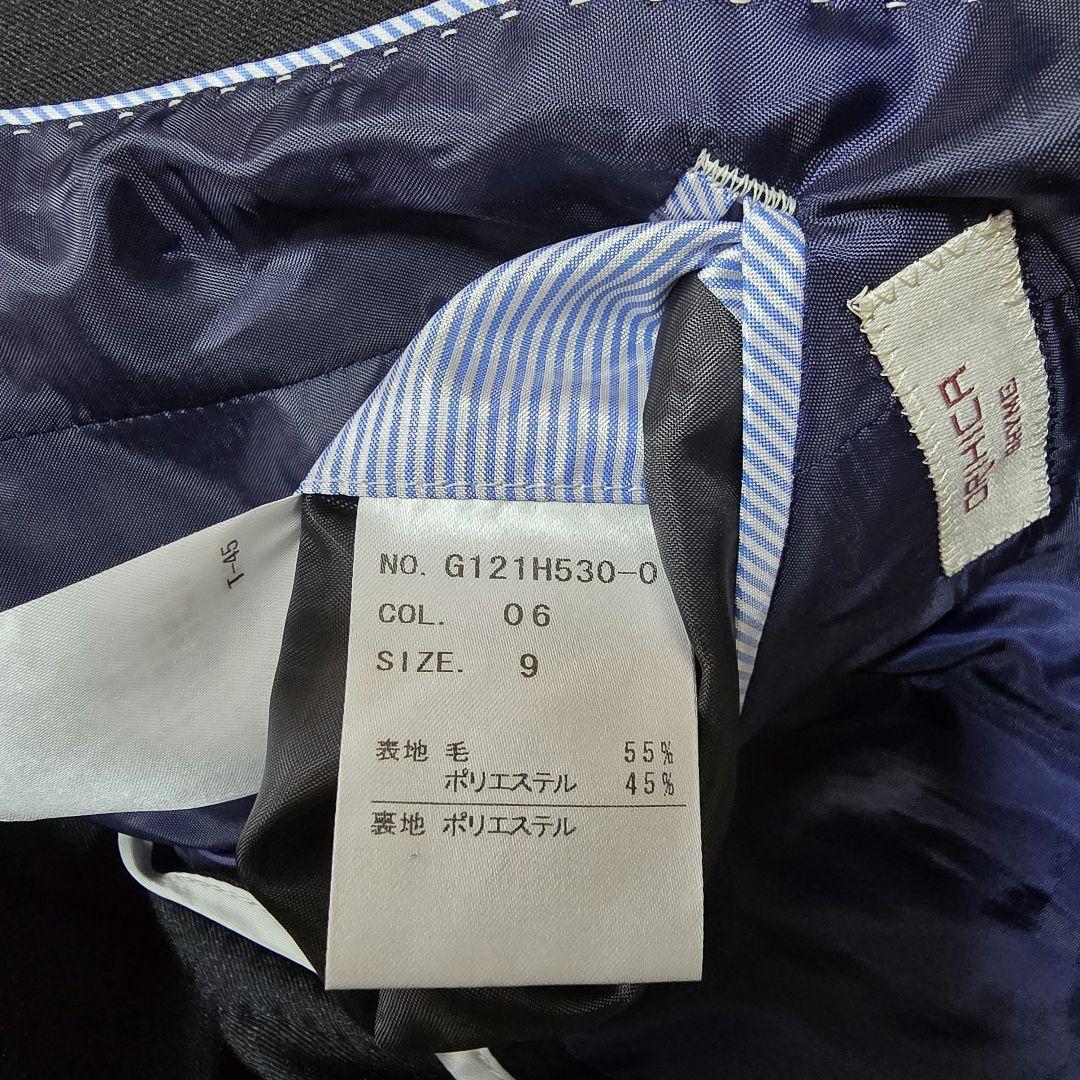 NO. G121H530-0
COL. 06
SIZE. 9
表地 毛 55%
ポリエステル 45%
裏地 ポリエステル
T-45
ORIHICA
RHYME